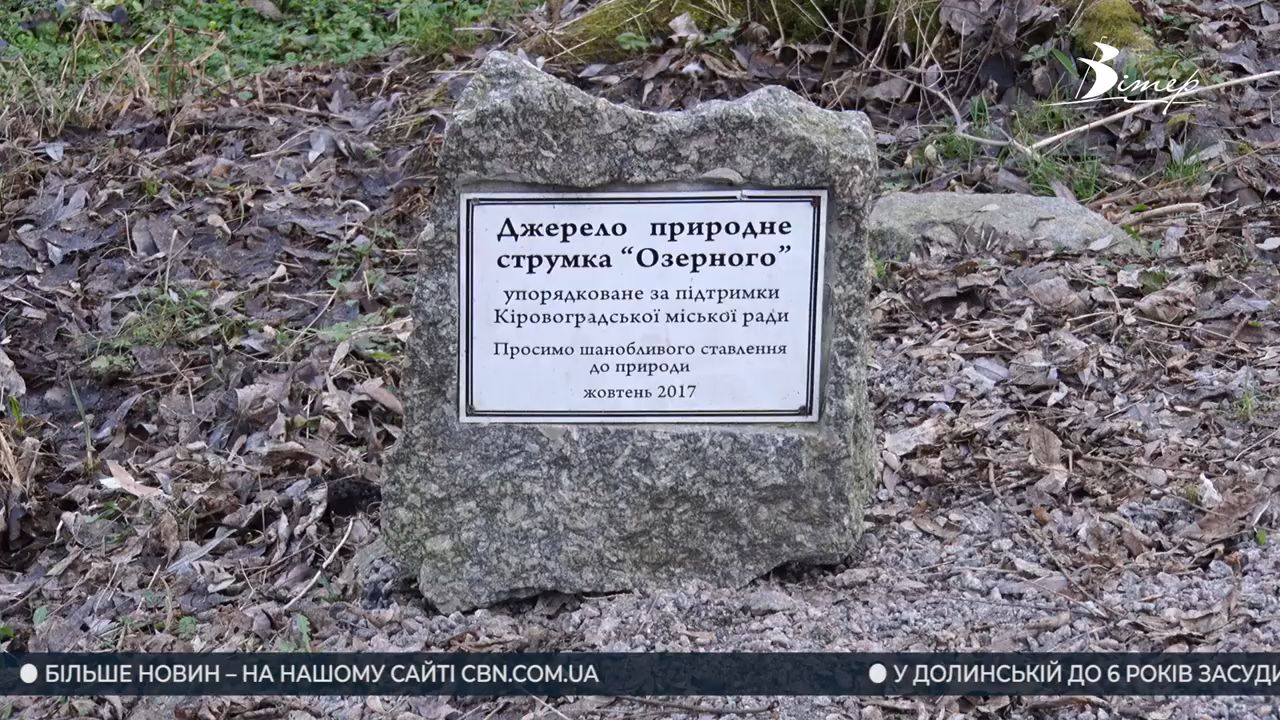 Вітер
Джерело природне
струмка “Озерного”
упорядковане за підтримки
Кіровоградської міської ради
Просимо шанобливого ставлення
до природи
жовтень 2017
БІЛЬШЕ НОВИН – НА НАШОМУ САЙТІ CBN.COM.UA
У ДОЛИНСЬКІЙ ДО 6 РОКІВ ЗАСУДИ